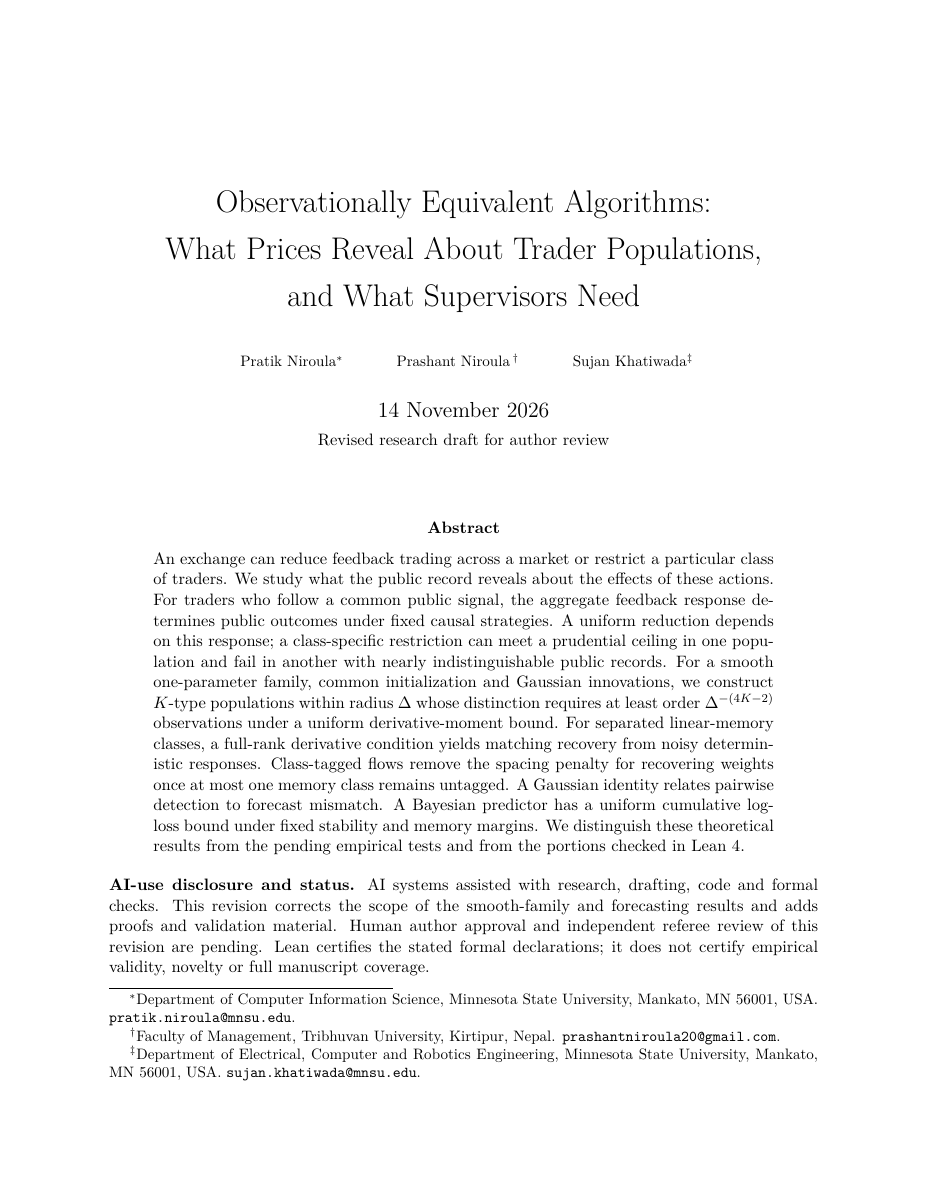 Observationally Equivalent Algorithms:
What Prices Reveal About Trader Populations,
and What Supervisors Need
Pratik Niroula* Prashant Niroula† Sujan Khatiwada‡
14 November 2026
Revised research draft for author review
Abstract
An exchange can reduce feedback trading across a market or restrict a particular class
of traders. We study what the public record reveals about the effects of these actions.
For traders who follow a common public signal, the aggregate feedback response de-
termines public outcomes under fixed causal strategies. A uniform reduction depends
on this response; a class-specific restriction can meet a prudential ceiling in one popu-
lation and fail in another with nearly indistinguishable public records. For a smooth
one-parameter family, common initialization and Gaussian innovations, we construct
K-type populations within radius Δ whose distinction requires at least order Δ^{−(4K−2)}
observations under a uniform derivative-moment bound. For separated linear-memory
classes, a full-rank derivative condition yields matching recovery from noisy determin-
istic responses. Class-tagged flows remove the spacing penalty for recovering weights
once at most one memory class remains untagged. A Gaussian identity relates pairwise
detection to forecast mismatch. A Bayesian predictor has a uniform cumulative log-
loss bound under fixed stability and memory margins. We distinguish these theoretical
results from the pending empirical tests and from the portions checked in Lean 4.
AI-use disclosure and status. AI systems assisted with research, drafting, code and formal
checks. This revision corrects the scope of the smooth-family and forecasting results and adds
proofs and validation material. Human author approval and independent referee review of this
revision are pending. Lean certifies the stated formal declarations; it does not certify empirical
validity, novelty or full manuscript coverage.
*Department of Computer Information Science, Minnesota State University, Mankato, MN 56001, USA.
pratik.niroula@mnsu.edu.
†Faculty of Management, Tribhuvan University, Kirtipur, Nepal. prashantniroula20@gmail.com.
‡Department of Electrical, Computer and Robotics Engineering, Minnesota State University, Mankato,
MN 56001, USA. sujan.khatiwada@mnsu.edu.